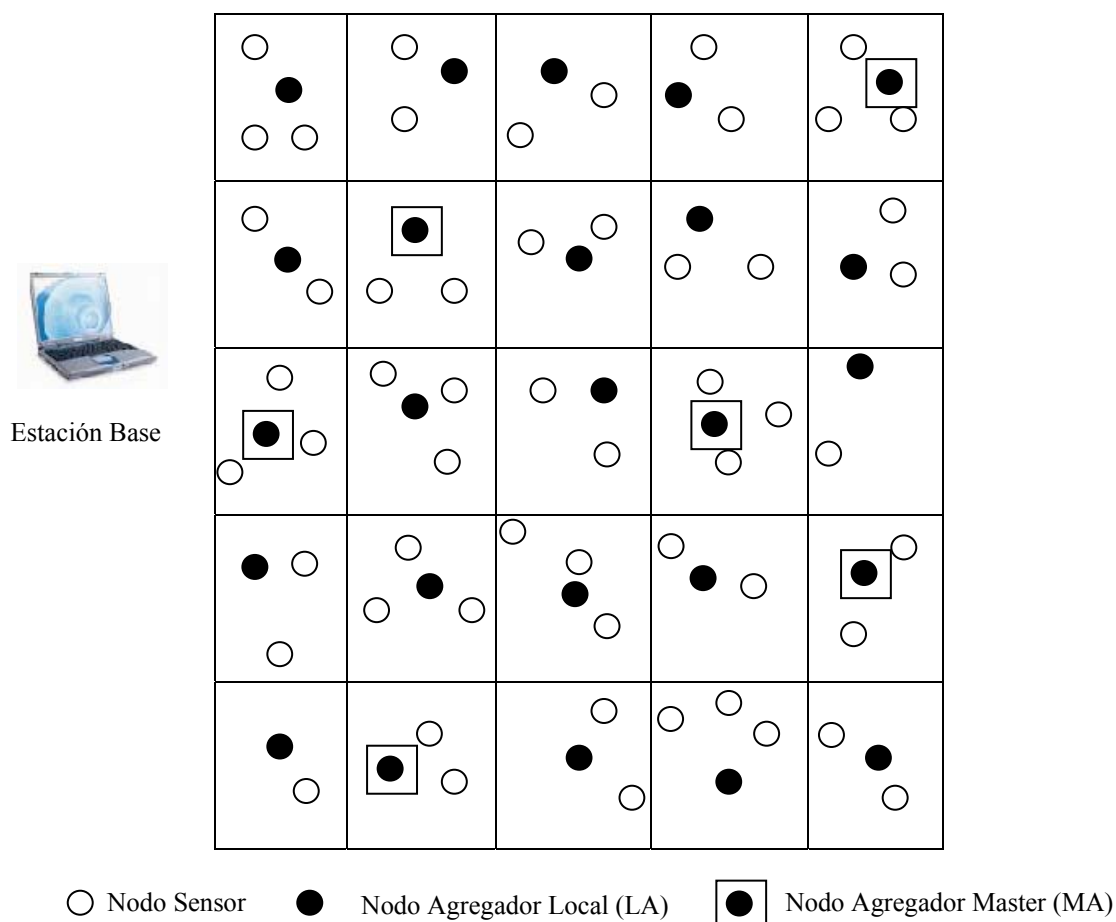 Estación Base
Nodo Sensor
Nodo Agregador Local (LA)
Nodo Agregador Master (MA)